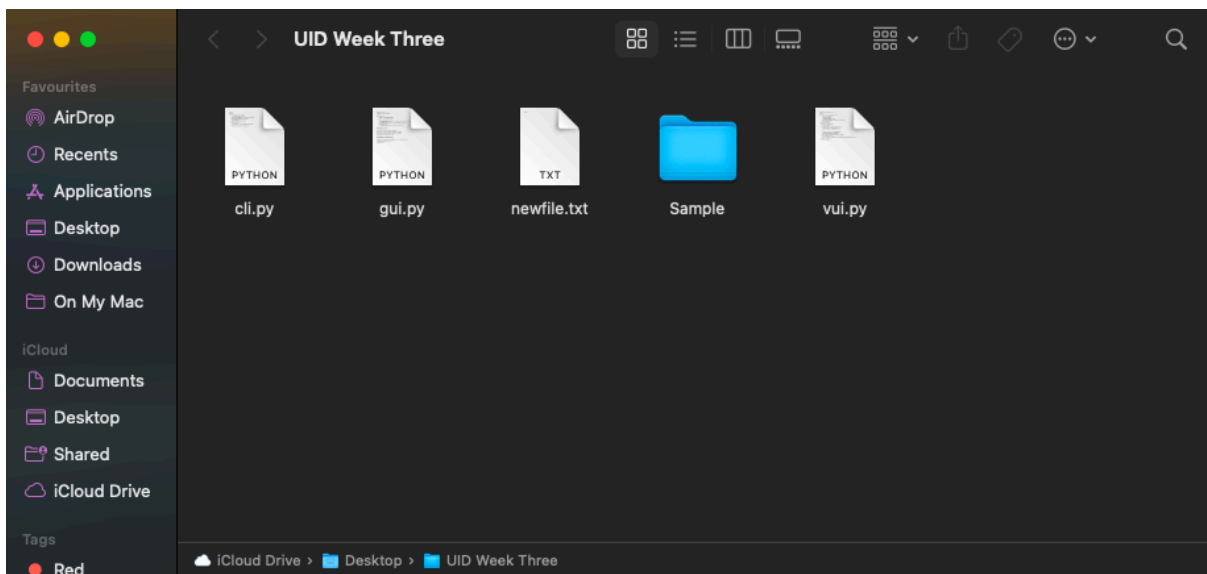 UID Week Three
Favourites
AirDrop
Recents
Applications
Desktop
Downloads
On My Mac
iCloud
Documents
Desktop
Shared
iCloud Drive
Tags
Red
PYTHON PYTHON TXT PYTHON
cli.py gui.py newfile.txt Sample vui.py
iCloud Drive › Desktop › UID Week Three